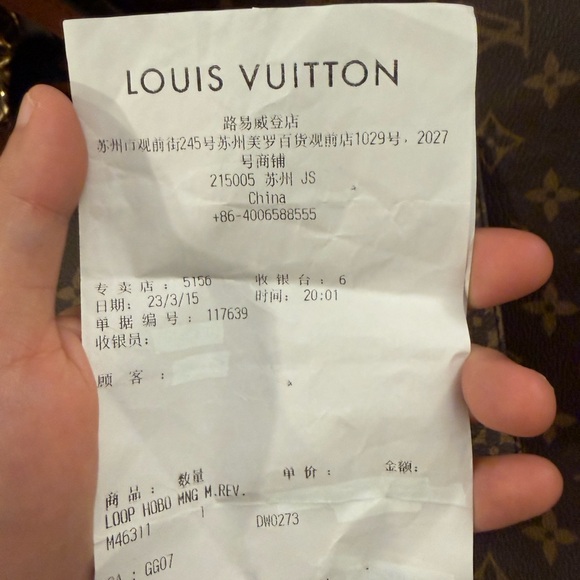 LOUIS VUITTON
路易威登店
苏州市观前街245号苏州美罗百货观前店1029号, 2027
号商铺
215005 苏州 JS
China
+86-4006588555
专卖店: 5156 收银台: 6
日期: 23/3/15 时间: 20:01
单据编号: 117639
收银员:
顾客:
商品: 数量 单价: 金额:
LOOP HOBO MNG M.REV.
M46311 1 DW0273
: GG07